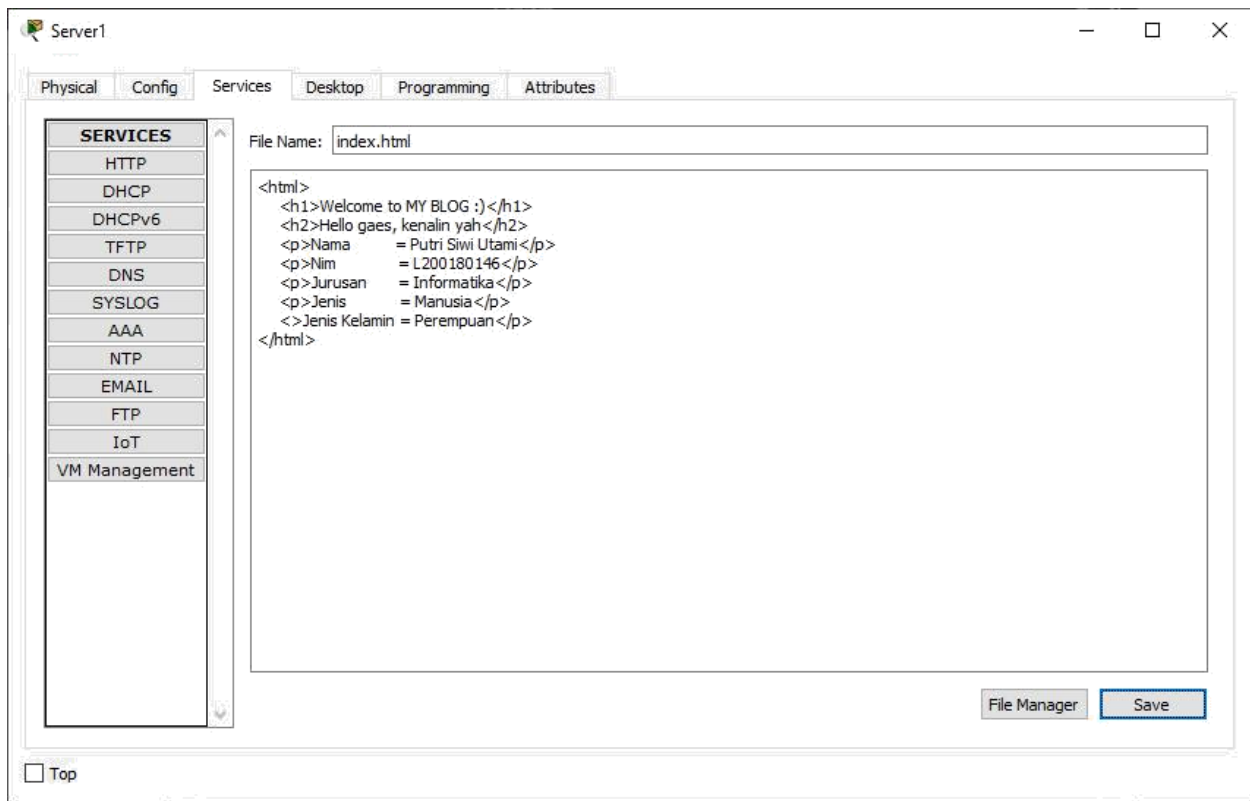 Server1
Physical Config Services Desktop Programming Attributes
SERVICES
HTTP
DHCP
DHCPv6
TFTP
DNS
SYSLOG
AAA
NTP
EMAIL
FTP
IoT
VM Management
File Name: index.html
<html>
<h1>Welcome to MY BLOG :)</h1>
<h2>Hello gaes, kenalin yah</h2>
<p>Nama = Putri Siwi Utami</p>
<p>Nim = L200180146</p>
<p>Jurusan = Informatika</p>
<p>Jenis = Manusia</p>
<>Jenis Kelamin = Perempuan</p>
</html>
File Manager Save
Top